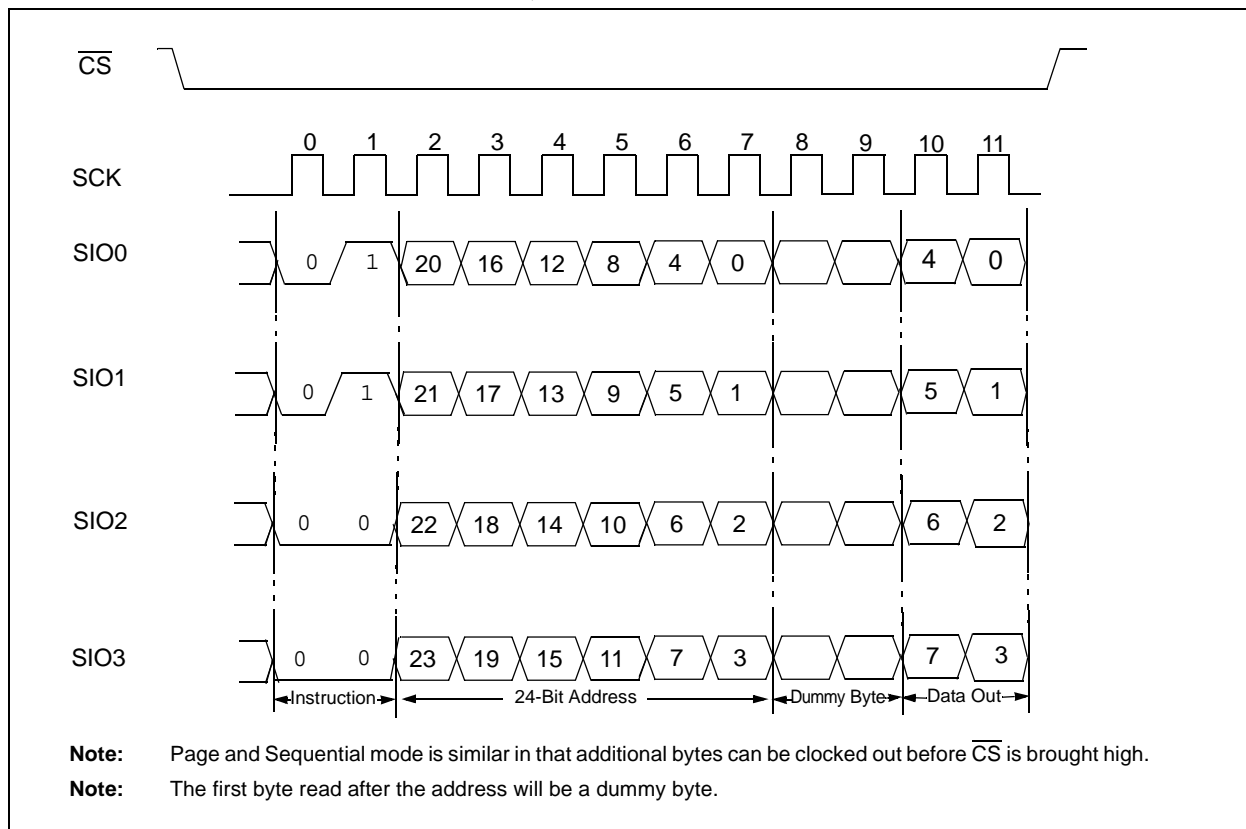 CS
0 1 2 3 4 5 6 7 8 9 10 11
SCK
SIO0 0 1 20 16 12 8 4 0 4 0
SIO1 0 1 21 17 13 9 5 1 5 1
SIO2 0 0 22 18 14 10 6 2 6 2
SIO3 0 0 23 19 15 11 7 3 7 3
Instruction 24-Bit Address Dummy Byte Data Out
Note: Page and Sequential mode is similar in that additional bytes can be clocked out before CS is brought high.
Note: The first byte read after the address will be a dummy byte.